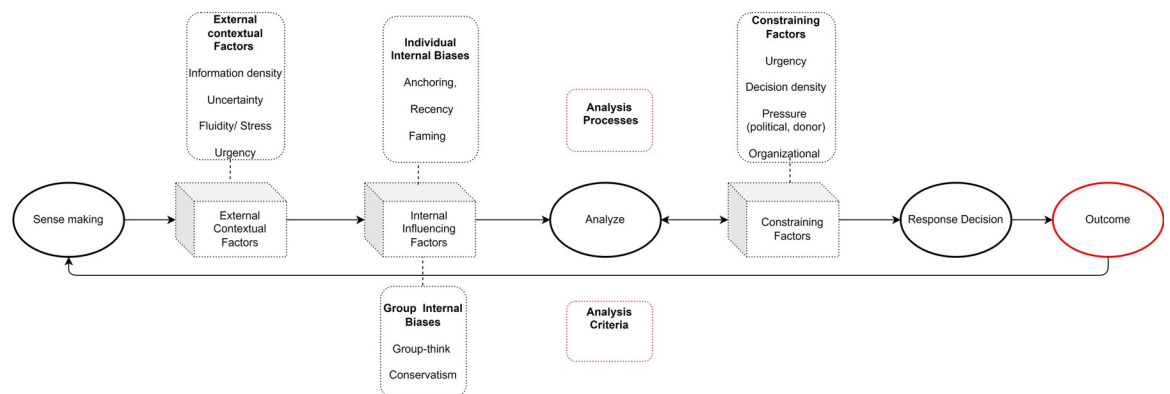 External
contextual
Factors
Information density
Uncertainty
Fluidity/ Stress
Urgency
Individual
Internal Biases
Anchoring,
Recency
Faming
Analysis
Processes
Constraining
Factors
Urgency
Decision density
Pressure
(political, donor)
Organizational
Sense making
External
Contextual
Factors
Internal
Influencing
Factors
Analyze
Constraining
Factors
Response Decision
Outcome
Group Internal
Biases
Group-think
Conservatism
Analysis
Criteria